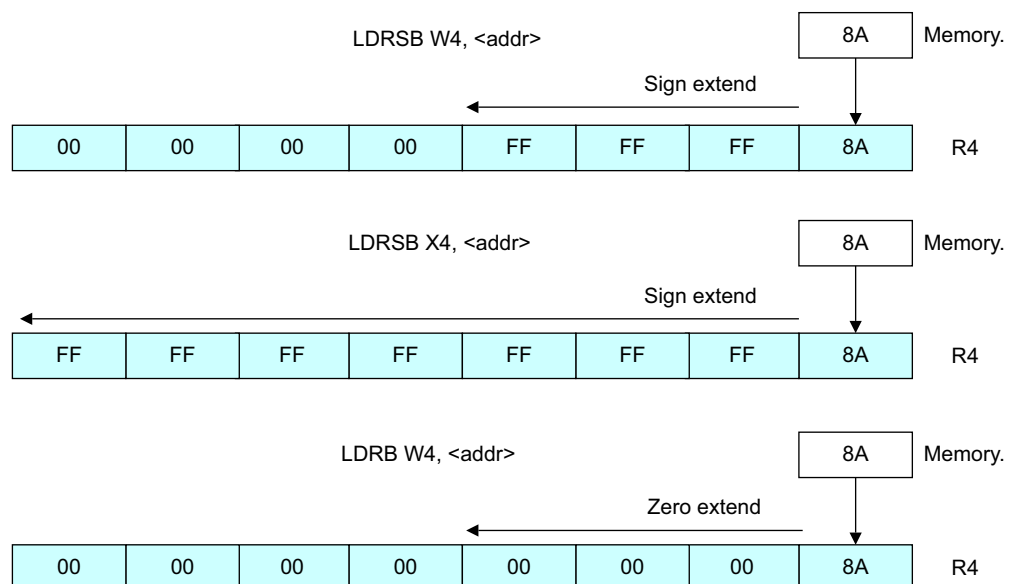 LDRSB W4, <addr> 8A Memory.
Sign extend
00 00 00 00 FF FF FF 8A R4
LDRSB X4, <addr> 8A Memory.
Sign extend
FF FF FF FF FF FF FF 8A R4
LDRB W4, <addr> 8A Memory.
Zero extend
00 00 00 00 00 00 00 8A R4